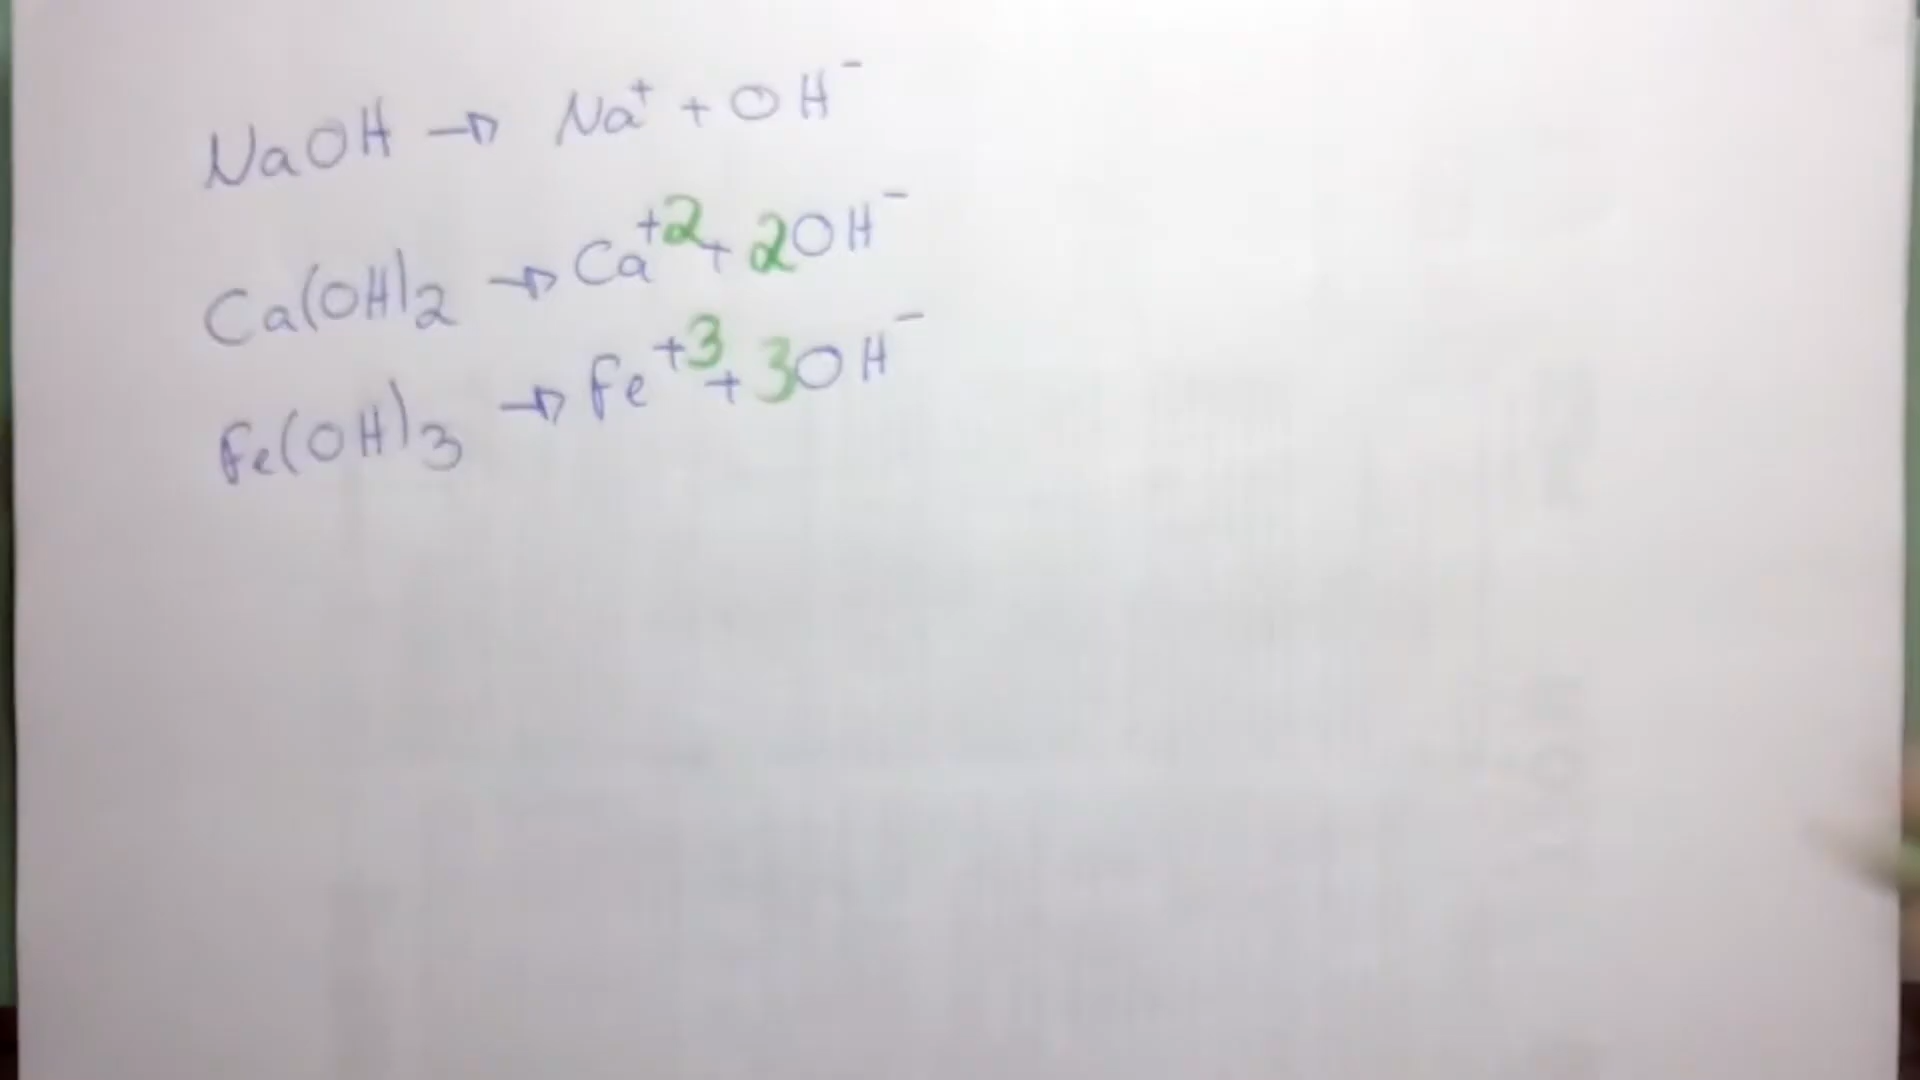 NaOH → Na⁺ + OH⁻
Ca(OH)2 → Ca⁺² + 2OH⁻
Fe(OH)3 → Fe⁺³ + 3OH⁻